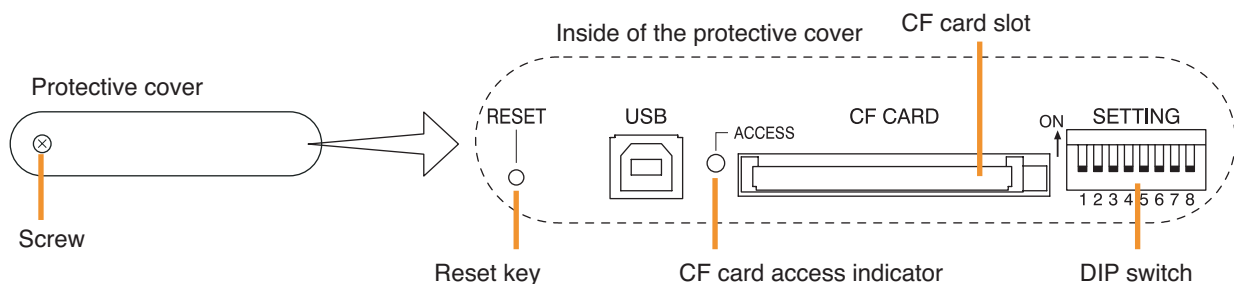 CF card slot
Inside of the protective cover
Protective cover
RESET
USB
ACCESS
CF CARD
ON
SETTING
1 2 3 4 5 6 7 8
Screw
Reset key
CF card access indicator
DIP switch